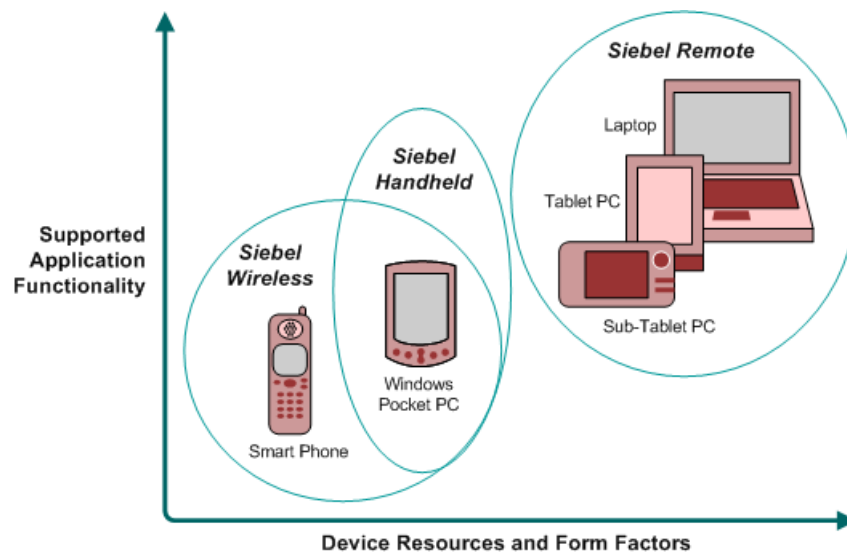 Siebel Remote
Laptop
Siebel
Handheld
Tablet PC
Supported
Application
Functionality
Siebel
Wireless
Sub-Tablet PC
Windows
Pocket PC
Smart Phone
Device Resources and Form Factors